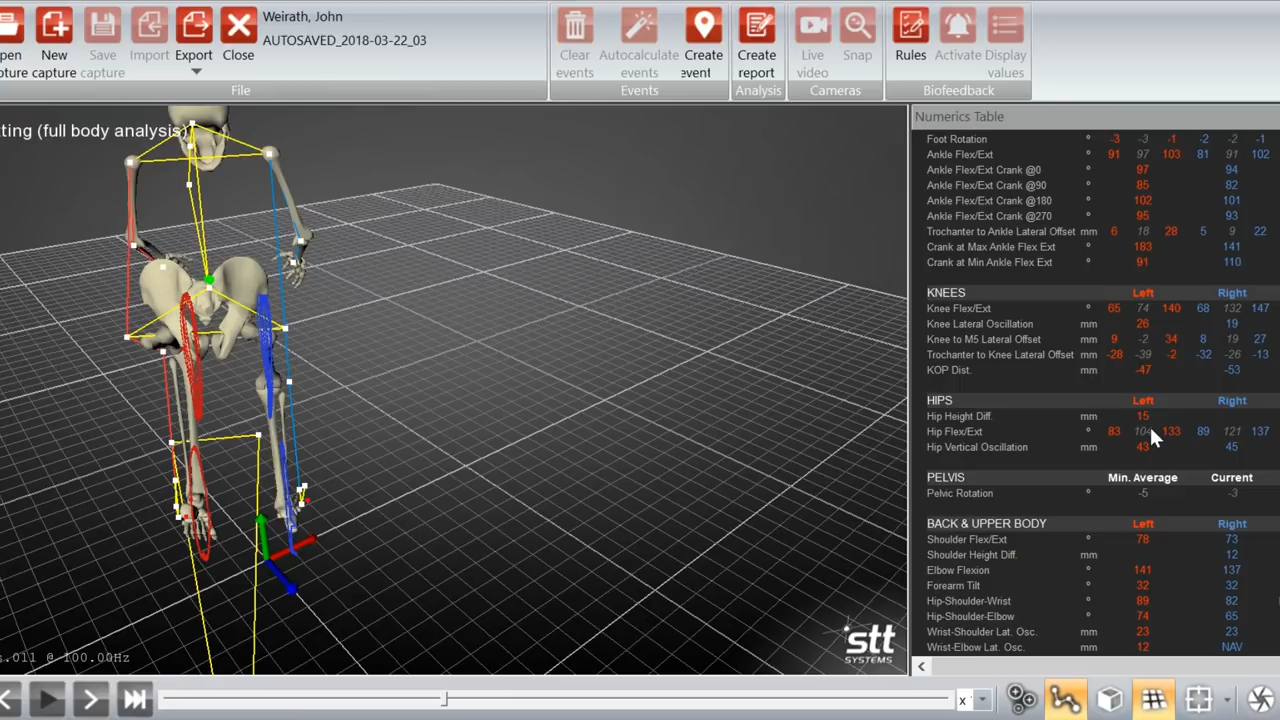 Weirath, John
AUTOSAVED_2018-03-22_03
pen New Save Import Export Close
pture capture capture
File
Clear Autocalculate Create
events events event
Events
Create
report
Analysis
Live Snap
video
Cameras
Rules Activate Display
values
Biofeedback
tting (full body analysis)
Numerics Table
Foot Rotation ° -3 -3 -1 -2 -2 -1
Ankle Flex/Ext ° 91 97 103 81 91 102
Ankle Flex/Ext Crank @0 ° 97 94
Ankle Flex/Ext Crank @90 ° 85 82
Ankle Flex/Ext Crank @180 ° 102 101
Ankle Flex/Ext Crank @270 ° 95 93
Trochanter to Ankle Lateral Offset mm 6 18 28 5 9 22
Crank at Max Ankle Flex Ext 183 141
Crank at Min Ankle Flex Ext 91 110
KNEES Left Right
Knee Flex/Ext ° 65 74 140 68 132 147
Knee Lateral Oscillation mm 26 19
Knee to M5 Lateral Offset mm 9 -2 34 8 19 27
Trochanter to Knee Lateral Offset mm -28 -39 -2 -32 -26 -13
KOP Dist. mm -47 -53
HIPS Left Right
Hip Height Diff. mm 15
Hip Flex/Ext ° 83 104 133 89 121 137
Hip Vertical Oscillation mm 43 45
PELVIS Min. Average Current
Pelvic Rotation ° -5 -3
BACK & UPPER BODY Left Right
Shoulder Flex/Ext ° 78 73
Shoulder Height Diff. mm 12
Elbow Flexion ° 141 137
Forearm Tilt ° 32 32
Hip-Shoulder-Wrist ° 89 82
Hip-Shoulder-Elbow ° 74 65
Wrist-Shoulder Lat. Osc. mm 23 23
Wrist-Elbow Lat. Osc. mm 12 NAV
stt
SYSTEMS
s.011 @ 100.00Hz
x